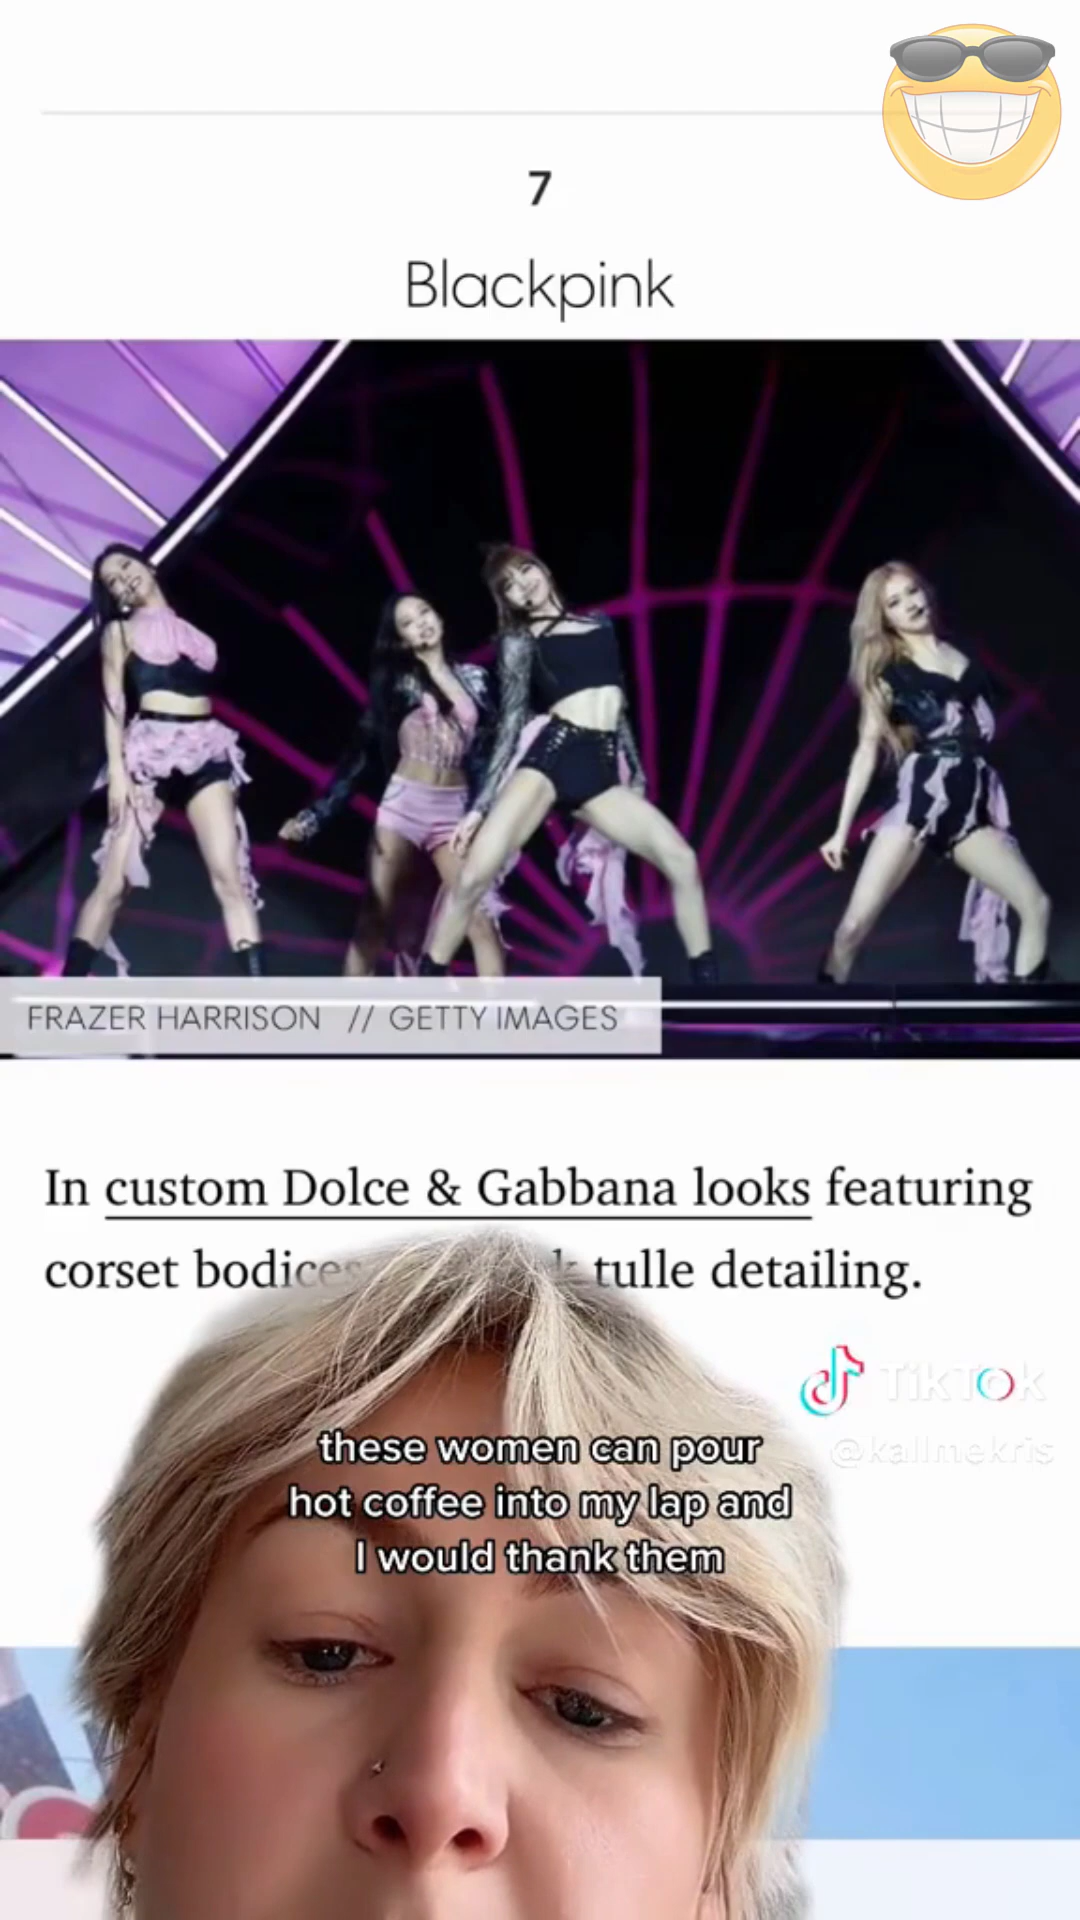 7
Blackpink
FRAZER HARRISON // GETTY IMAGES
In custom Dolce & Gabbana looks featuring
corset bodices tulle detailing.
TikTok
@kallmekris
these women can pour
hot coffee into my lap and
I would thank them